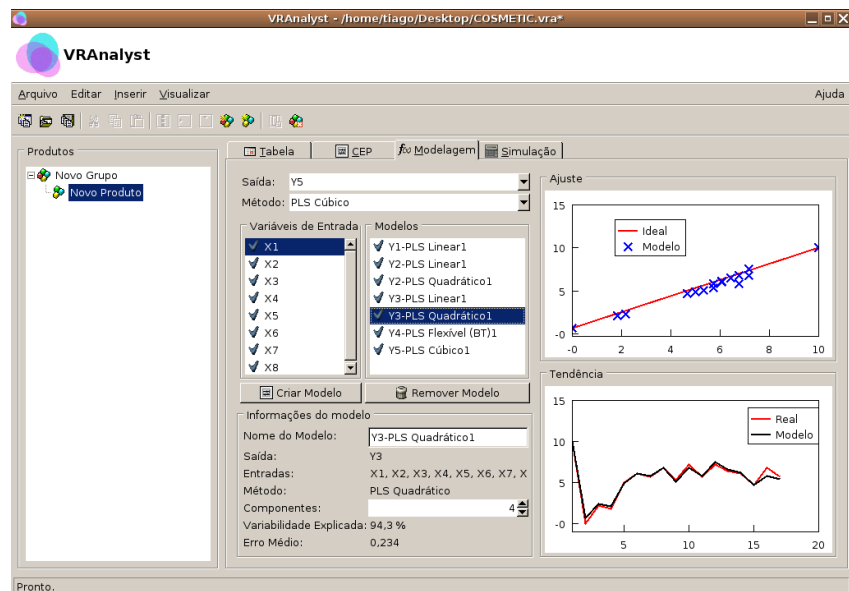 VRAnalyst - /home/tiago/Desktop/COSMETIC.vra*
VRAnalyst
Arquivo Editar Inserir Visualizar Ajuda
Produtos
Novo Grupo
Novo Produto
Tabela CEP fω Modelagem Simulação
Saída: Y5
Método: PLS Cúbico
Variáveis de Entrada
X1
X2
X3
X4
X5
X6
X7
X8
Modelos
Y1-PLS Linear1
Y2-PLS Linear1
Y2-PLS Quadrático1
Y3-PLS Linear1
Y3-PLS Quadrático1
Y4-PLS Flexível (BT)1
Y5-PLS Cúbico1
Criar Modelo Remover Modelo
Informações do modelo
Nome do Modelo: Y3-PLS Quadrático1
Saída: Y3
Entradas: X1, X2, X3, X4, X5, X6, X7, X
Método: PLS Quadrático
Componentes: 4
Variabilidade Explicada: 94,3 %
Erro Médio: 0,234
Ajuste
15
10
5
-0
-0 2 4 6 8 10
Ideal
Modelo
Tendência
15
10
5
-0
5 10 15 20
Real
Modelo
Pronto.